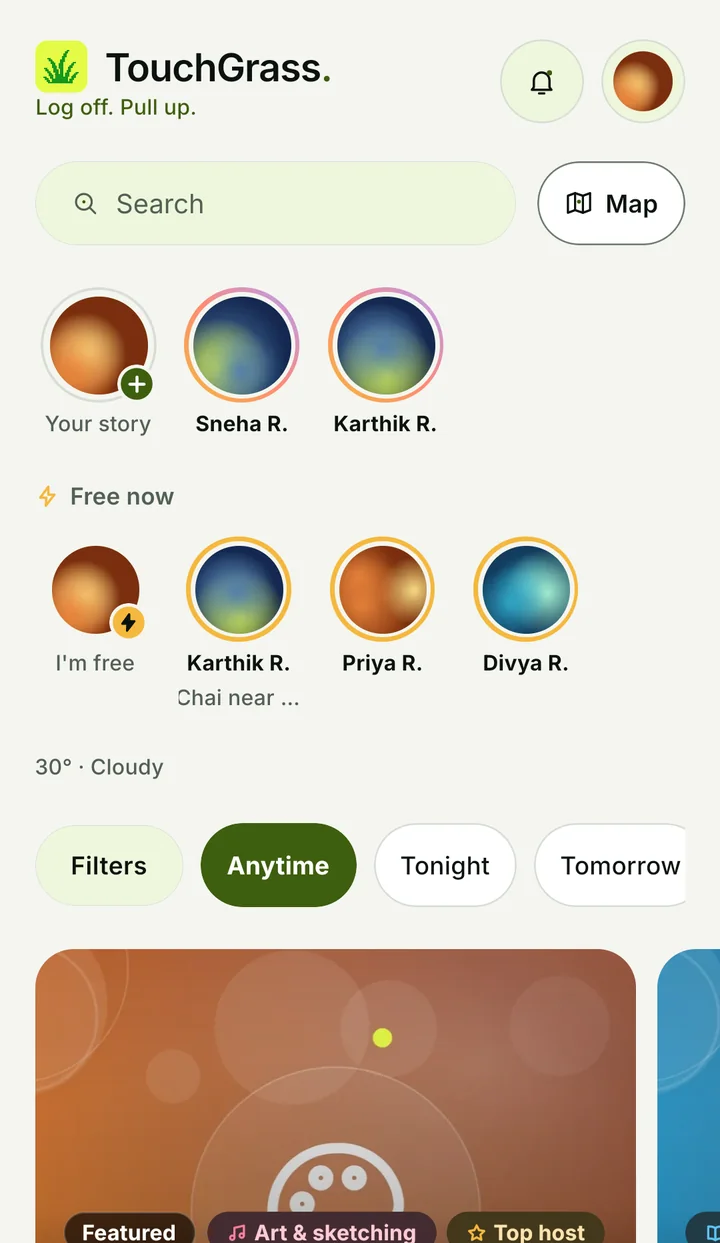 TouchGrass.
Log off. Pull up.
Search
Map
Your story
Sneha R.
Karthik R.
Free now
I'm free
Karthik R.
Priya R.
Divya R.
Chai near ...
30° · Cloudy
Filters
Anytime
Tonight
Tomorrow
Featured
Art & sketching
Top host